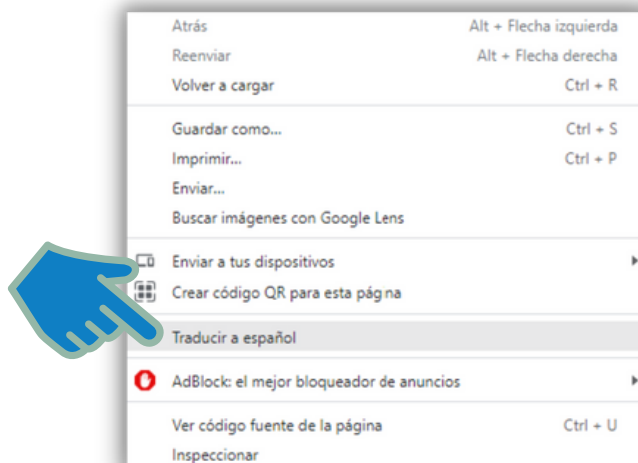 Atrás Alt + Flecha izquierda
Reenviar Alt + Flecha derecha
Volver a cargar Ctrl + R
Guardar como... Ctrl + S
Imprimir... Ctrl + P
Enviar...
Buscar imágenes con Google Lens
Enviar a tus dispositivos
Crear código QR para esta página
Traducir a español
AdBlock: el mejor bloqueador de anuncios
Ver código fuente de la página Ctrl + U
Inspeccionar